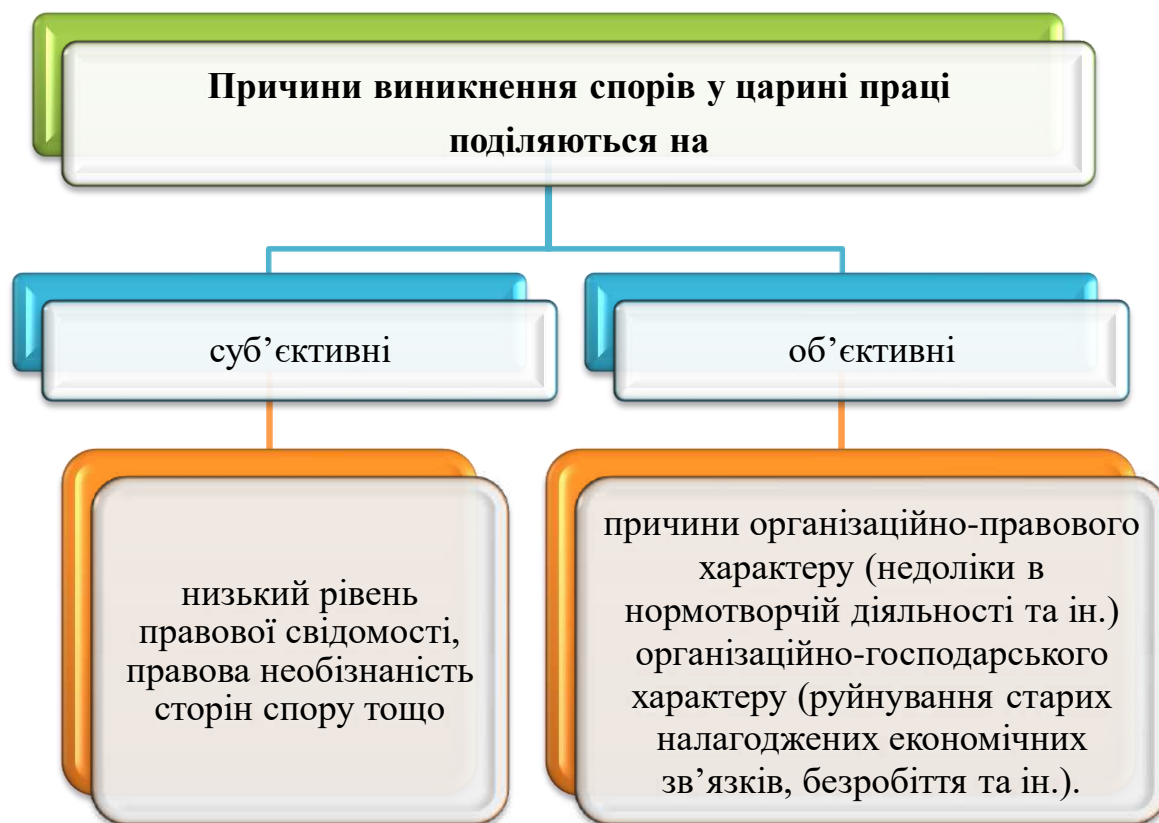 Причини виникнення спорів у царині праці
поділяються на
суб’єктивні
об’єктивні
низький рівень
правової свідомості,
правова необізнаність
сторін спору тощо
причини організаційно-правового
характеру (недоліки в
нормотворчій діяльності та ін.)
організаційно-господарського
характеру (руйнування старих
налагоджених економічних
зв’язків, безробіття та ін.).